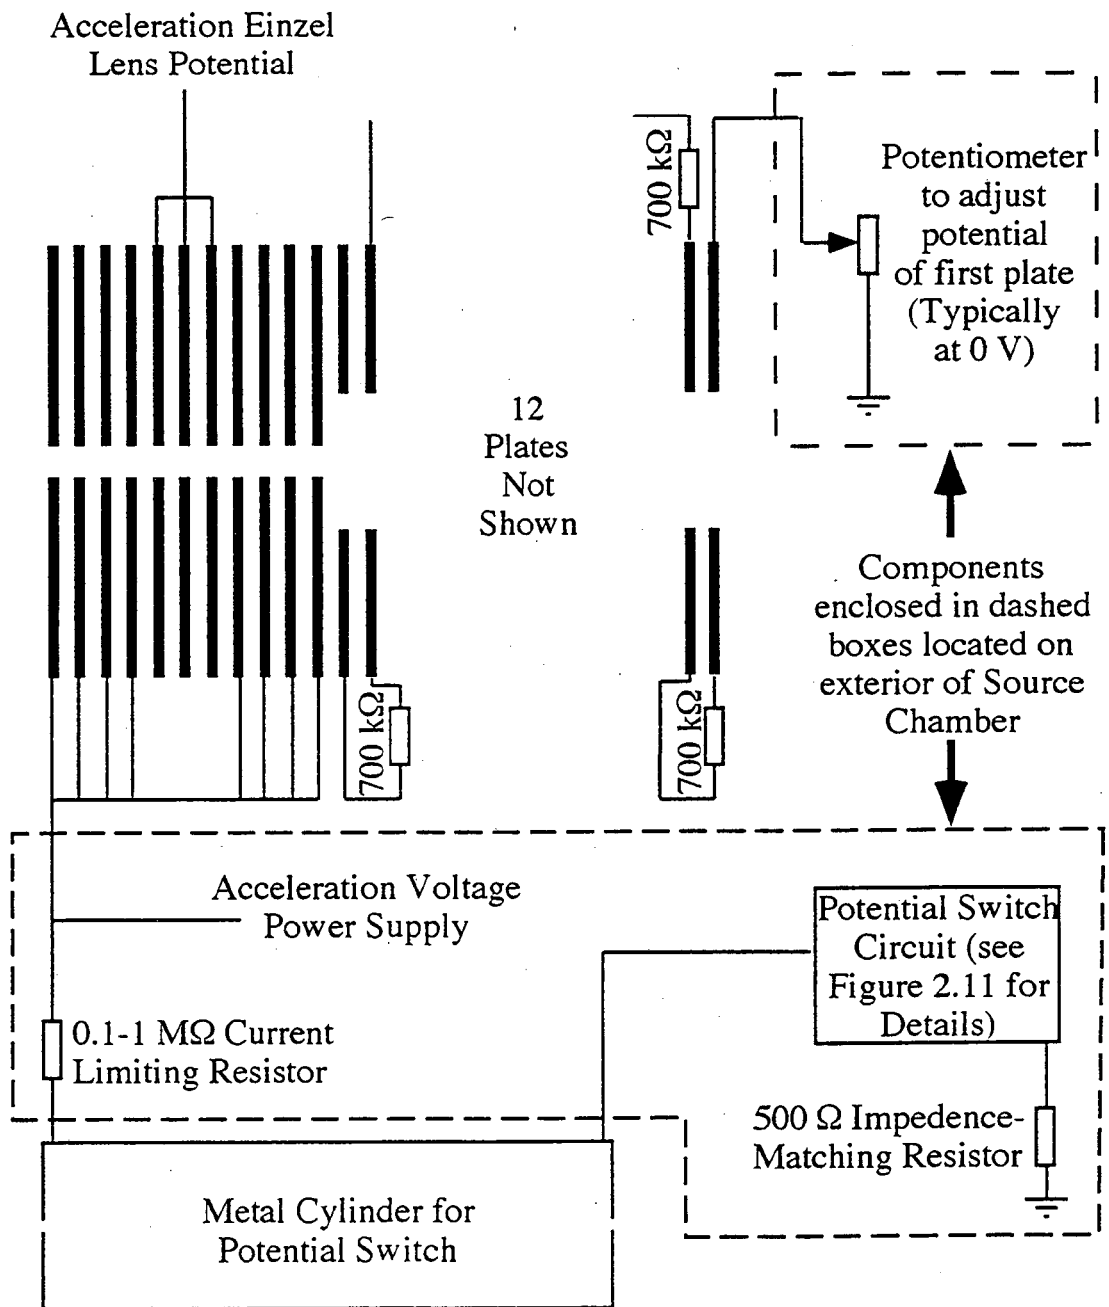 Acceleration Einzel
Lens Potential
700 kΩ
Potentiometer
to adjust
potential
of first plate
(Typically
at 0 V)
12
Plates
Not
Shown
Components
enclosed in dashed
boxes located on
exterior of Source
Chamber
700 kΩ
700 kΩ
Acceleration Voltage
Power Supply
Potential Switch
Circuit (see
Figure 2.11 for
Details)
0.1-1 MΩ Current
Limiting Resistor
500 Ω Impedence-
Matching Resistor
Metal Cylinder for
Potential Switch